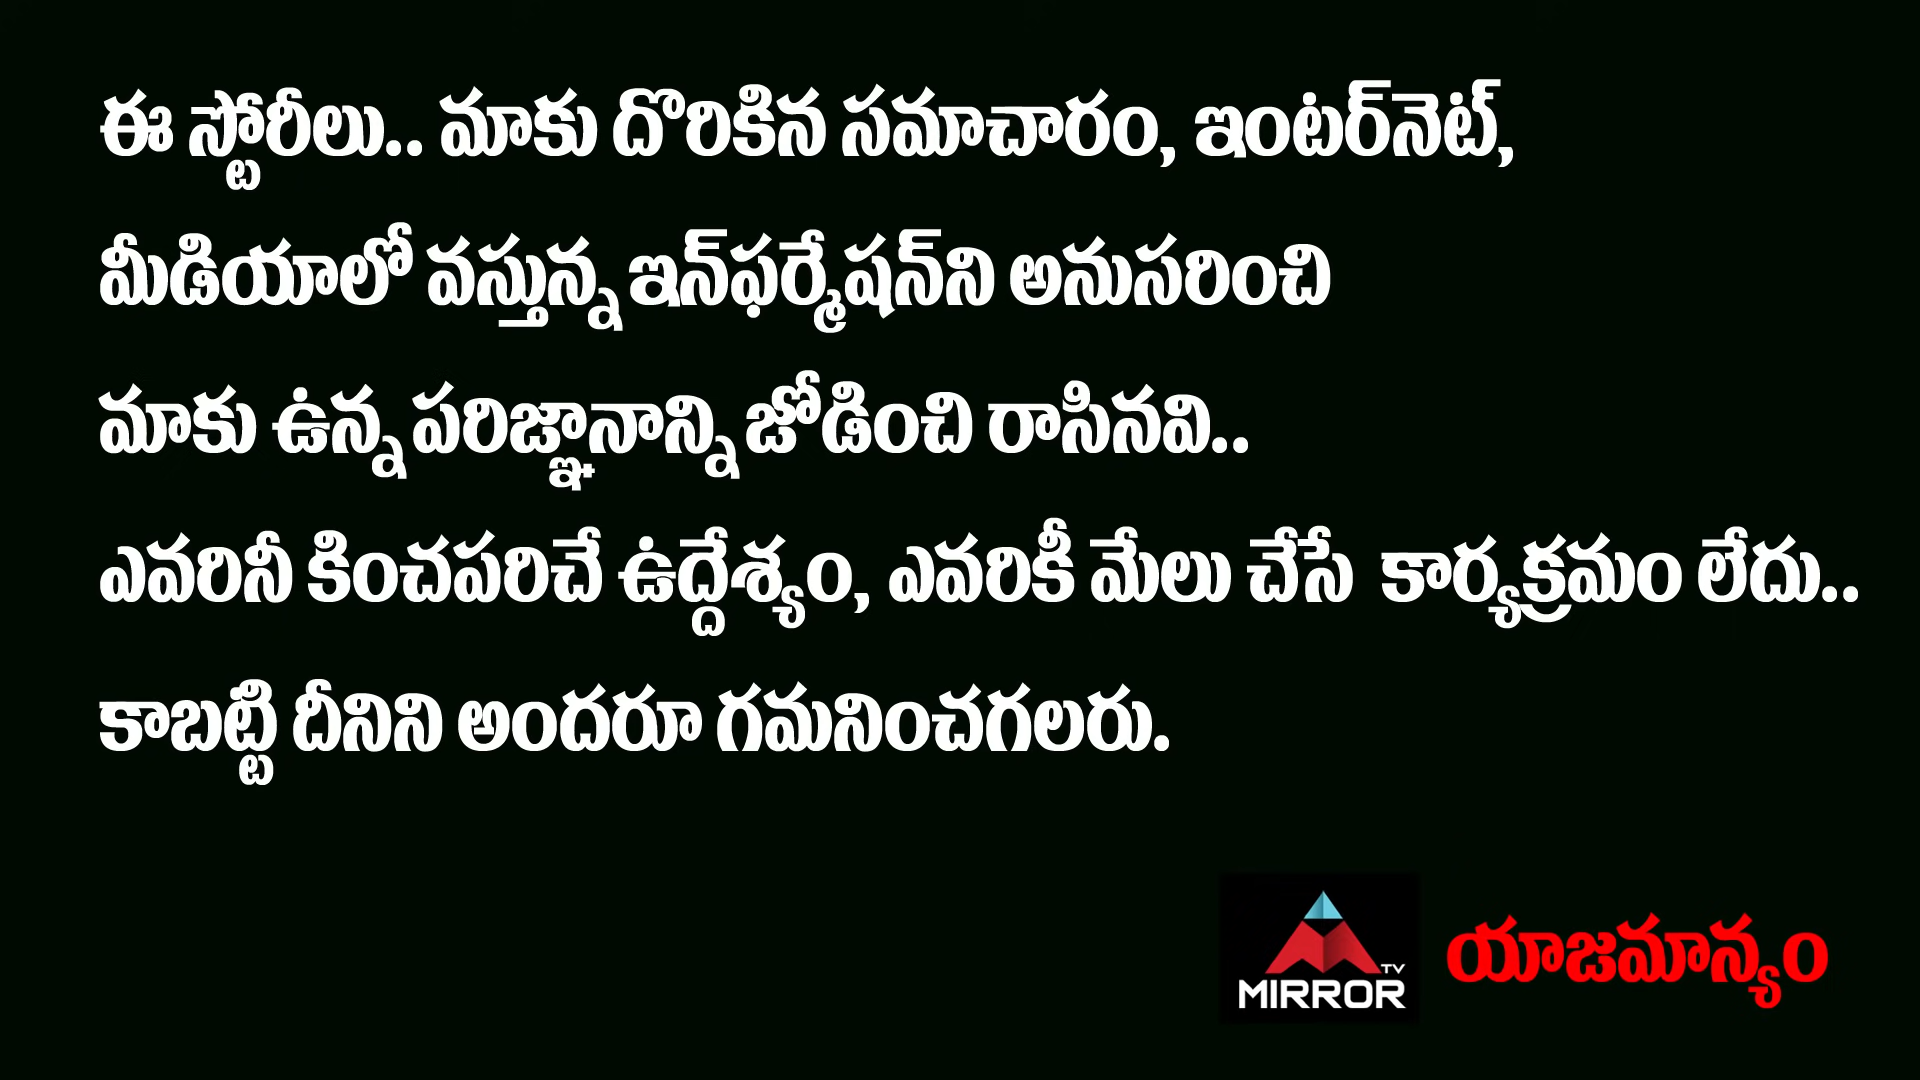 ఈ స్టోరీలు.. మాకు దొరికిన సమాచారం, ఇంటర్‌నెట్,
మీడియాలో వస్తున్న ఇన్‌ఫర్మేషన్‌ని అనుసరించి
మాకు ఉన్న పరిజ్ఞానాన్ని జోడించి రాసినవి..
ఎవరినీ కించపరిచే ఉద్దేశ్యం, ఎవరికీ మేలు చేసే కార్యక్రమం లేదు..
కాబట్టి దీనిని అందరూ గమనించగలరు.
TV
MIRROR
యాజమాన్యం